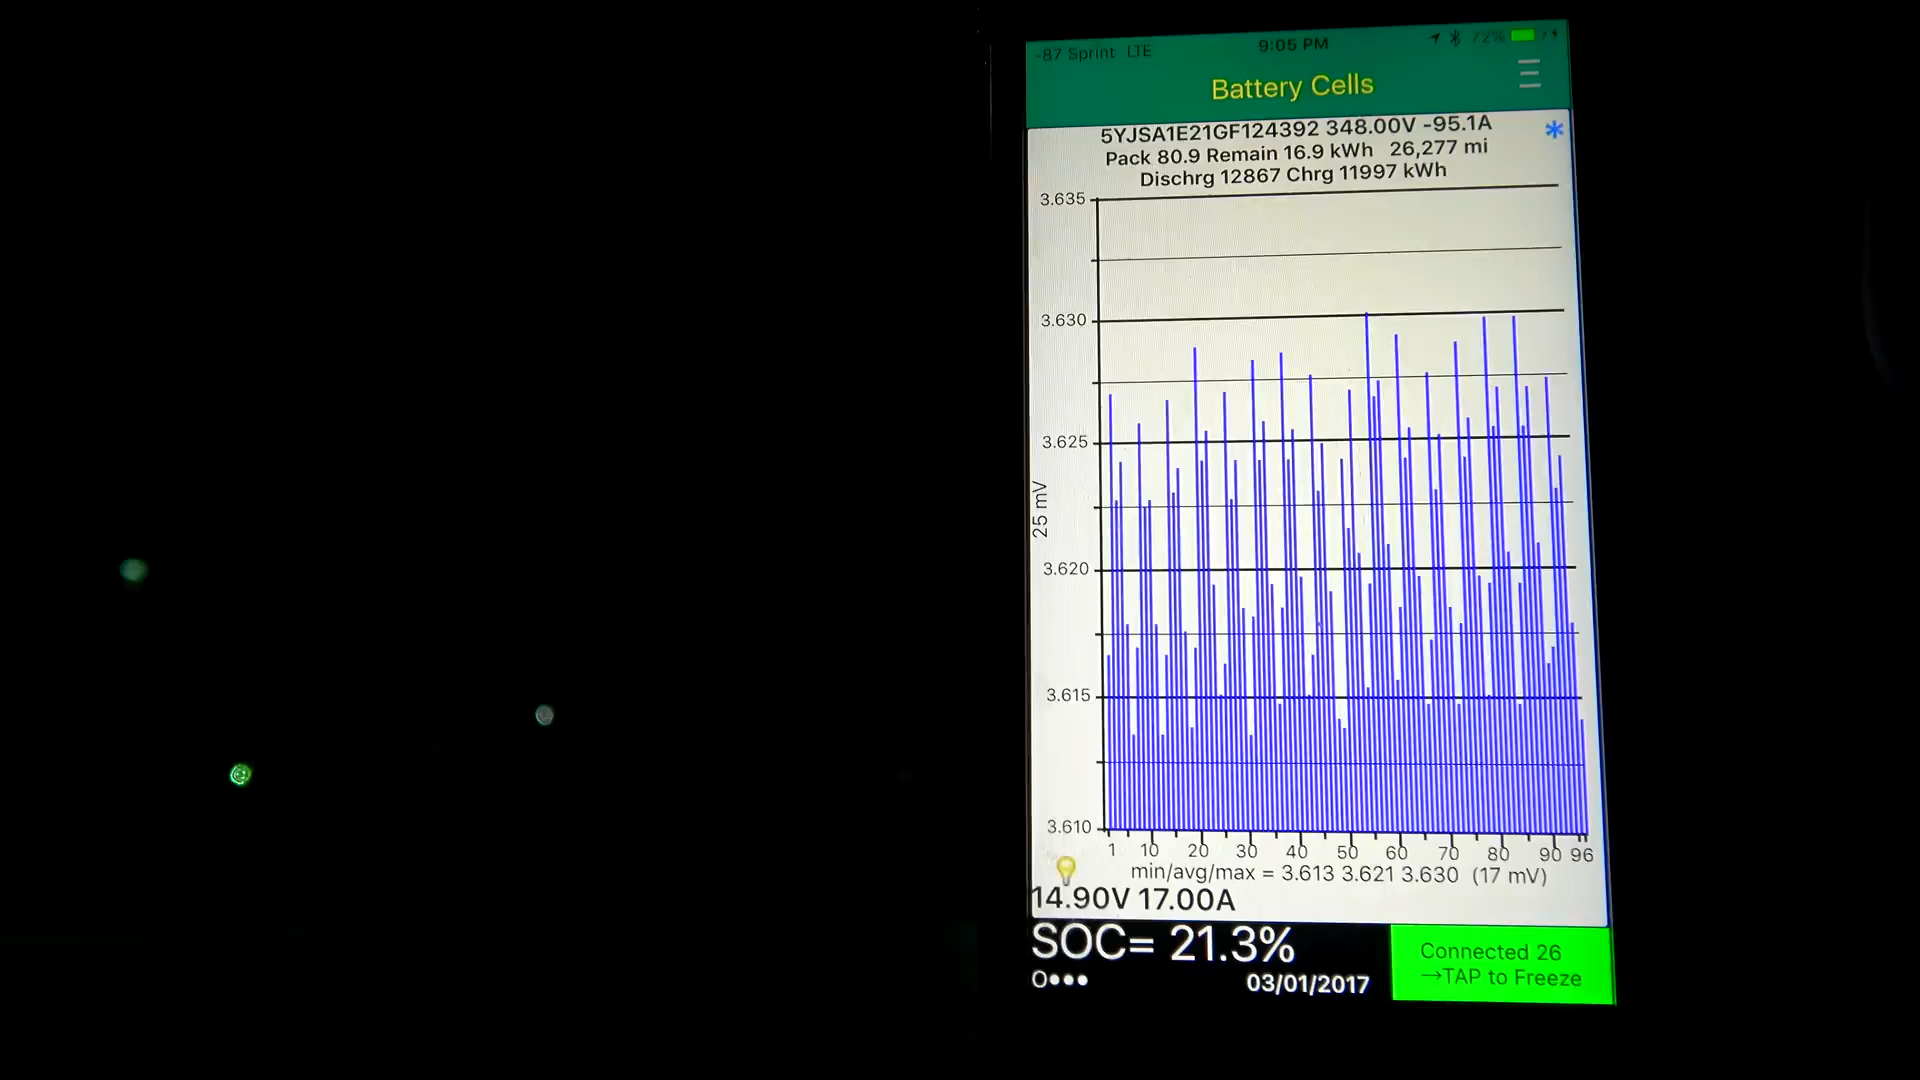 -87 Sprint LTE 9:05 PM 72%
Battery Cells
5YJSA1E21GF124392 348.00V -95.1A
Pack 80.9 Remain 16.9 kWh 26,277 mi
Dischrg 12867 Chrg 11997 kWh
3.635
3.630
3.625
25 mV
3.620
3.615
3.610
1 10 20 30 40 50 60 70 80 90 96
min/avg/max = 3.613 3.621 3.630 (17 mV)
14.90V 17.00A
SOC= 21.3%
03/01/2017
Connected 26
→TAP to Freeze